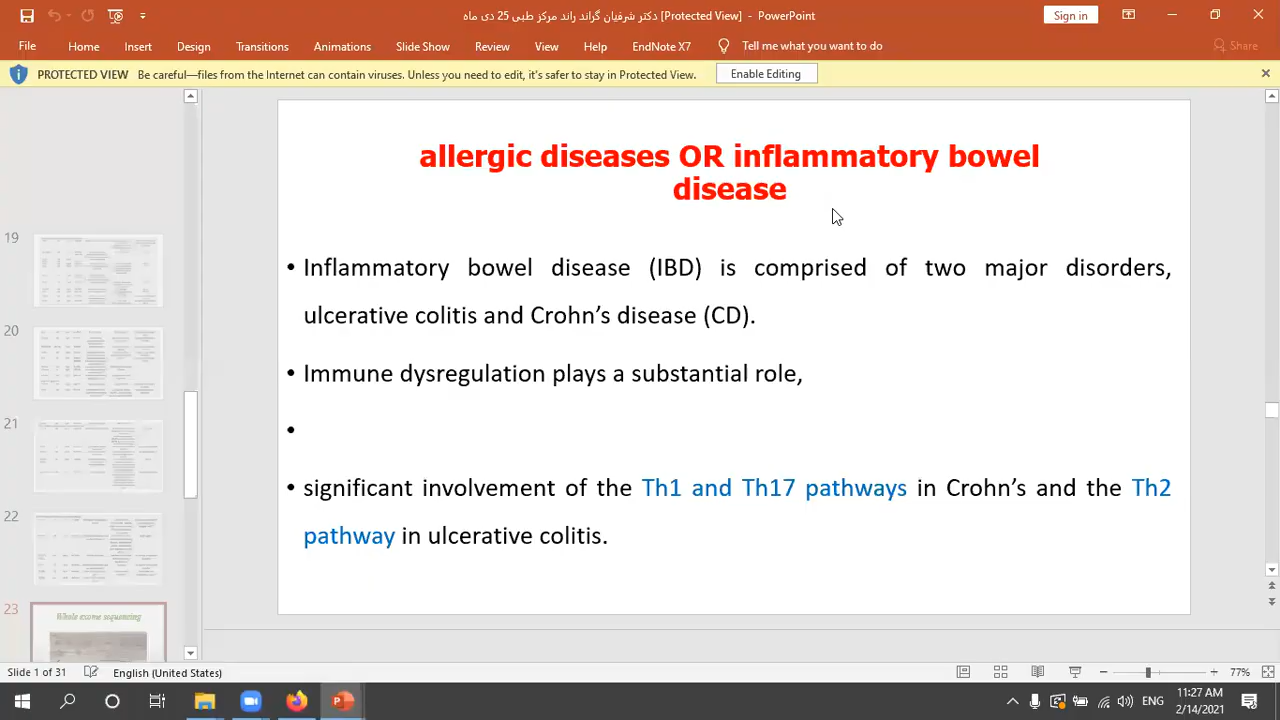 دکتر شرفیان گراند راند مرکز طبی 25 دی ماه [Protected View] - PowerPoint
Sign in
File Home Insert Design Transitions Animations Slide Show Review View Help EndNote X7 Tell me what you want to do Share
PROTECTED VIEW Be careful—files from the Internet can contain viruses. Unless you need to edit, it's safer to stay in Protected View. Enable Editing
allergic diseases OR inflammatory bowel
disease
• Inflammatory bowel disease (IBD) is comprised of two major disorders,
ulcerative colitis and Crohn's disease (CD).
• Immune dysregulation plays a substantial role,
•
• significant involvement of the Th1 and Th17 pathways in Crohn's and the Th2
pathway in ulcerative colitis.
19
20
21
22
23
Whole exome sequencing
Slide 1 of 31 English (United States) 77%
11:27 AM
ENG
2/14/2021